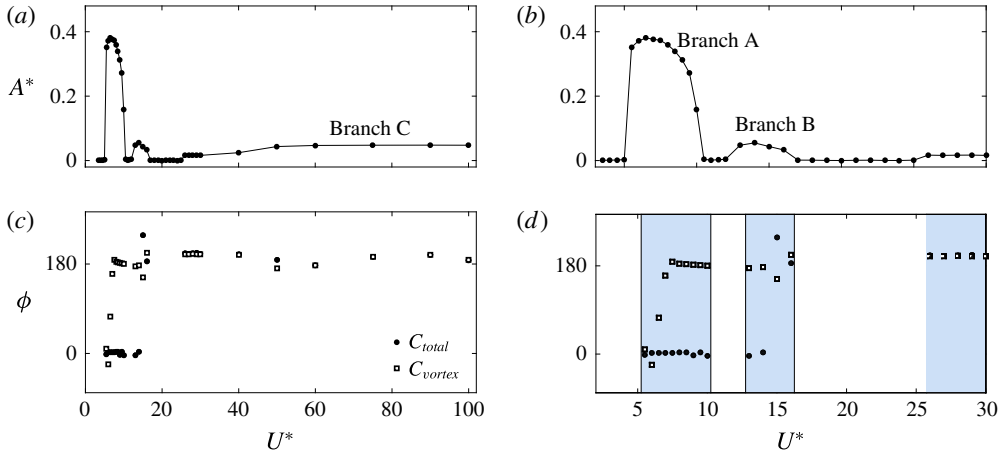 (a)
(b)
0.4
0.2
0
A*
Branch C
0.4
0.2
0
Branch A
Branch B
(c)
(d)
180
0
ϕ
C_total
C_vortex
0 20 40 60 80 100
U*
180
0
5 10 15 20 25 30
U*